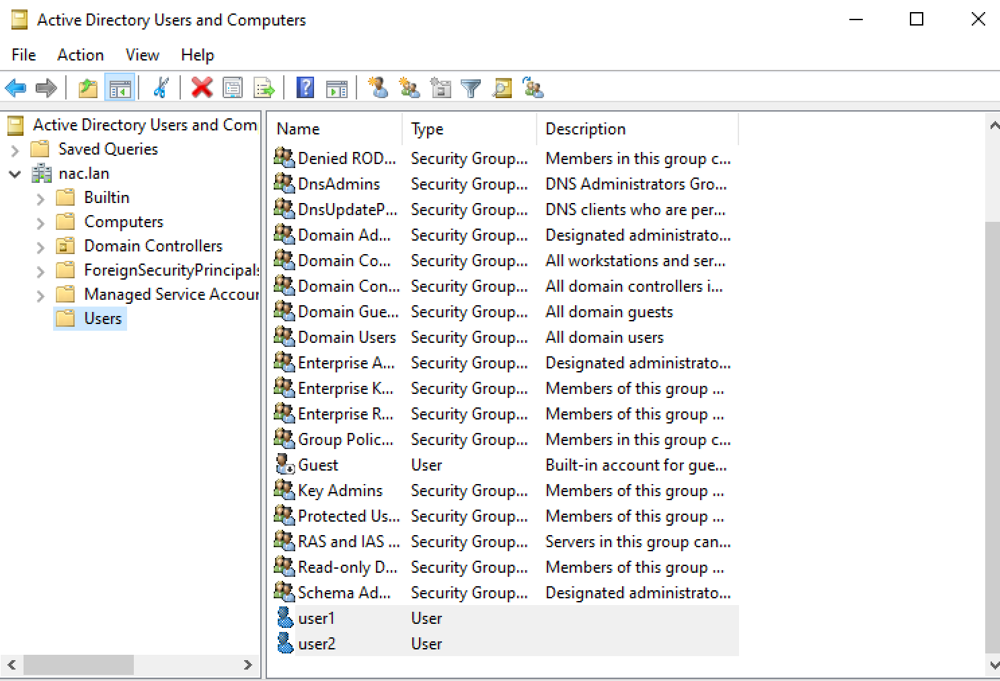 Active Directory Users and Computers
File Action View Help
Active Directory Users and Com
Saved Queries
nac.lan
Builtin
Computers
Domain Controllers
ForeignSecurityPrincipals
Managed Service Accour
Users
Name Type Description
Denied ROD... Security Group... Members in this group c...
DnsAdmins Security Group... DNS Administrators Gro...
DnsUpdateP... Security Group... DNS clients who are per...
Domain Ad... Security Group... Designated administrato...
Domain Co... Security Group... All workstations and ser...
Domain Con... Security Group... All domain controllers i...
Domain Gue... Security Group... All domain guests
Domain Users Security Group... All domain users
Enterprise A... Security Group... Designated administrato...
Enterprise K... Security Group... Members of this group ...
Enterprise R... Security Group... Members of this group ...
Group Polic... Security Group... Members in this group c...
Guest User Built-in account for gue...
Key Admins Security Group... Members of this group ...
Protected Us... Security Group... Members of this group ...
RAS and IAS ... Security Group... Servers in this group can...
Read-only D... Security Group... Members of this group ...
Schema Ad... Security Group... Designated administrato...
user1 User
user2 User